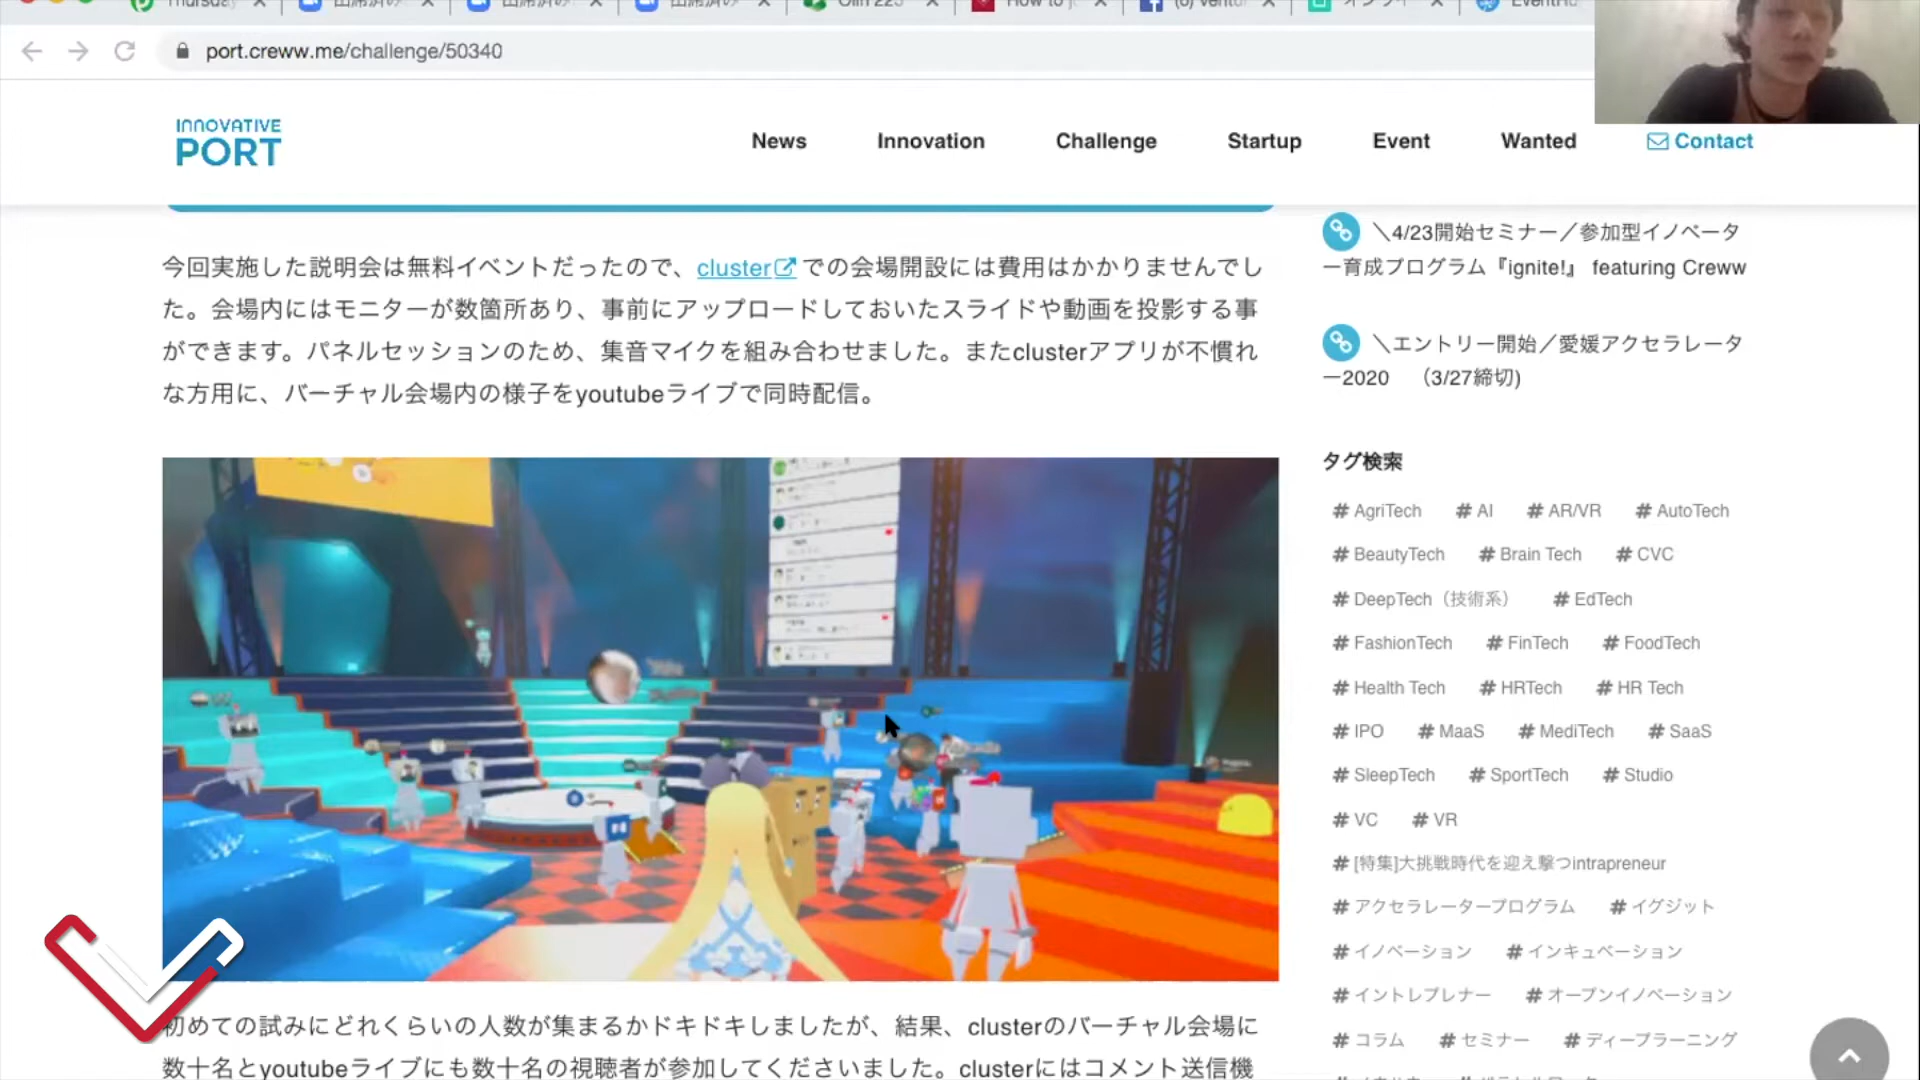 Thursday
出席済み
出席済み
出席済み
How to
port.creww.me/challenge/50340
INNOVATIVE
PORT
News
Innovation
Challenge
Startup
Event
Wanted
Contact
今回実施した説明会は無料イベントだったので、clusterでの会場開設には費用はかかりませんでし
た。会場内にはモニターが数箇所あり、事前にアップロードしておいたスライドや動画を投影する事
ができます。パネルセッションのため、集音マイクを組み合わせました。またclusterアプリが不慣れ
な方用に、バーチャル会場内の様子をyoutubeライブで同時配信。
初めての試みにどれくらいの人数が集まるかドキドキしましたが、結果、clusterのバーチャル会場に
数十名とyoutubeライブにも数十名の視聴者が参加してくださいました。clusterにはコメント送信機
＼4/23開始セミナー／参加型イノベータ
ー育成プログラム『ignite!』 featuring Creww
＼エントリー開始／愛媛アクセラレータ
ー2020 （3/27締切)
タグ検索
# AgriTech # AI # AR/VR # AutoTech
# BeautyTech # Brain Tech # CVC
# DeepTech（技術系） # EdTech
# FashionTech # FinTech # FoodTech
# Health Tech # HRTech # HR Tech
# IPO # MaaS # MediTech # SaaS
# SleepTech # SportTech # Studio
# VC # VR
# [特集]大挑戦時代を迎え撃つintrapreneur
# アクセラレータープログラム # イグジット
# イノベーション # インキュベーション
# イントレプレナー # オープンイノベーション
# コラム # セミナー # ディープラーニング